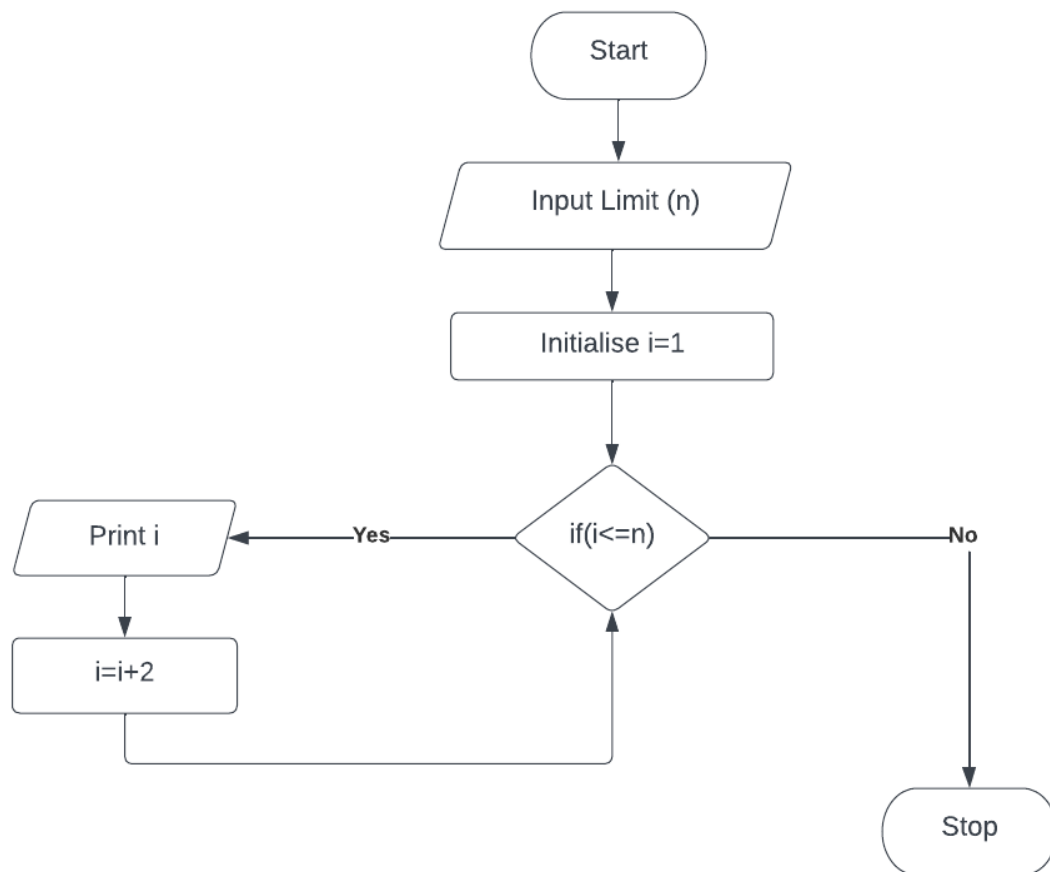 Start
Input Limit (n)
Initialise i=1
if(i<=n)
Yes
No
Print i
i=i+2
Stop